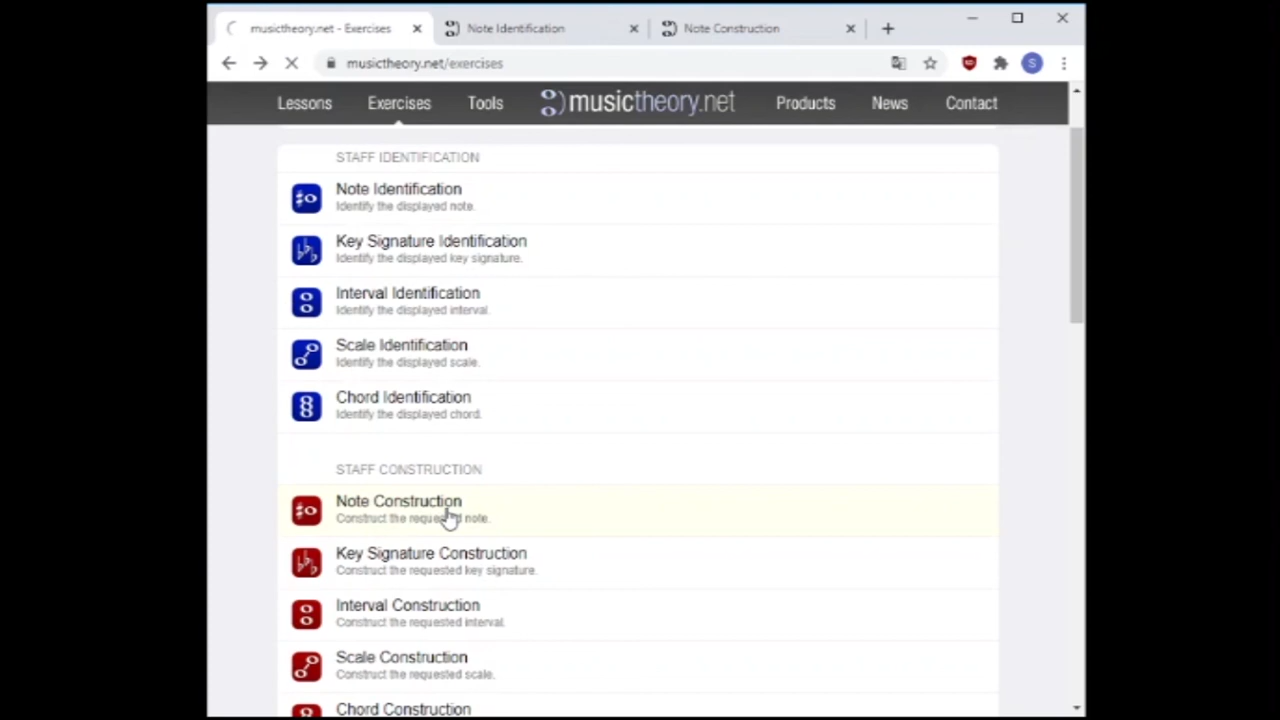 musictheory.net - Exercises
Note Identification
Note Construction
musictheory.net/exercises
S
Lessons
Exercises
Tools
musictheory.net
Products
News
Contact
STAFF IDENTIFICATION
Note Identification
Identify the displayed note.
Key Signature Identification
Identify the displayed key signature.
Interval Identification
Identify the displayed interval.
Scale Identification
Identify the displayed scale.
Chord Identification
Identify the displayed chord.
STAFF CONSTRUCTION
Note Construction
Construct the requested note.
Key Signature Construction
Construct the requested key signature.
Interval Construction
Construct the requested interval.
Scale Construction
Construct the requested scale.
Chord Construction